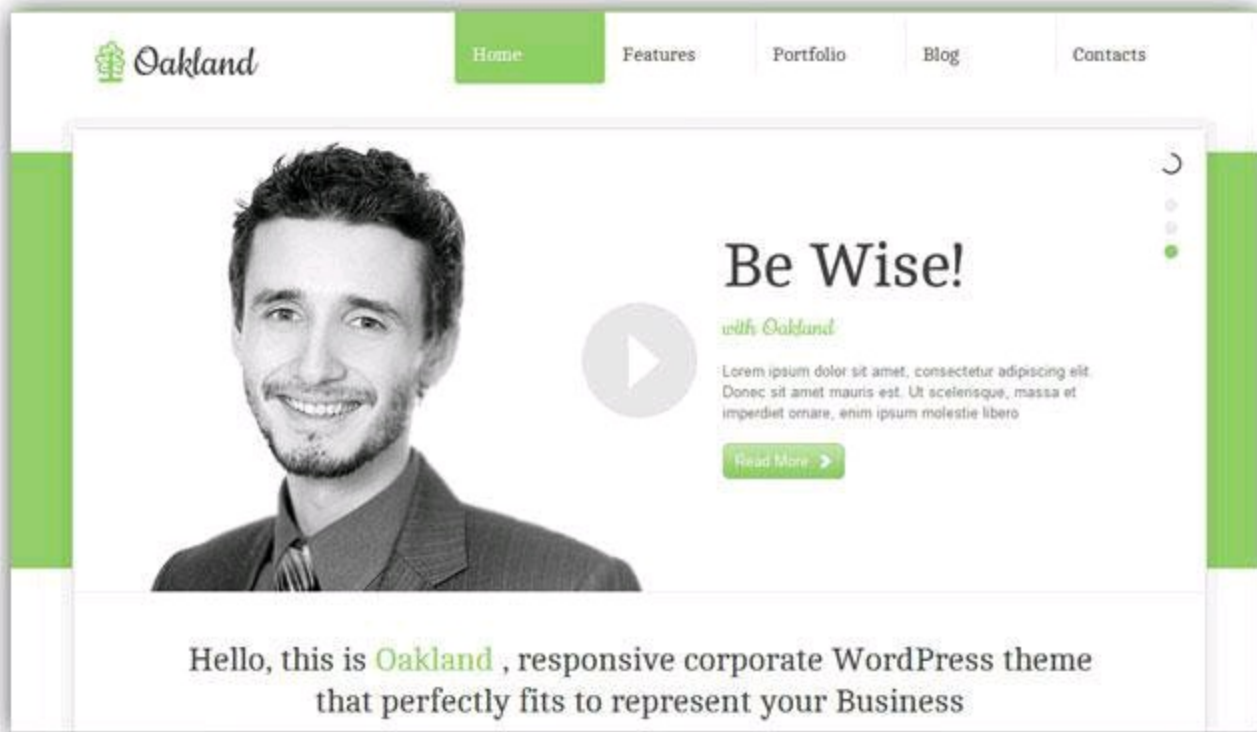 Oakland
Home
Features
Portfolio
Blog
Contacts
Be Wise!
with Oakland
Lorem ipsum dolor sit amet, consectetur adipiscing elit.
Donec sit amet mauris est. Ut scelerisque, massa et
imperdiet ornare, enim ipsum molestie libero
Read More
Hello, this is Oakland , responsive corporate WordPress theme
that perfectly fits to represent your Business